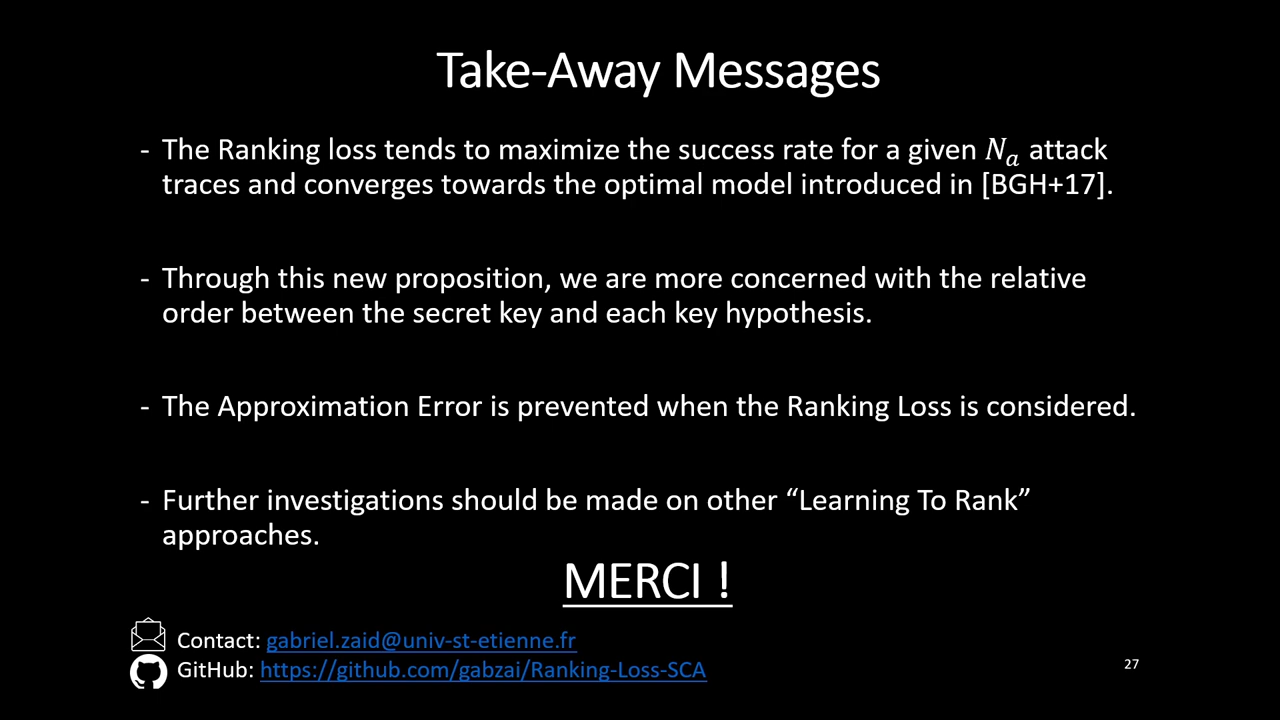 Take-Away Messages
- The Ranking loss tends to maximize the success rate for a given Nₐ attack
traces and converges towards the optimal model introduced in [BGH+17].
- Through this new proposition, we are more concerned with the relative
order between the secret key and each key hypothesis.
- The Approximation Error is prevented when the Ranking Loss is considered.
- Further investigations should be made on other “Learning To Rank”
approaches.
MERCI !
Contact: gabriel.zaid@univ-st-etienne.fr
GitHub: https://github.com/gabzai/Ranking-Loss-SCA
27